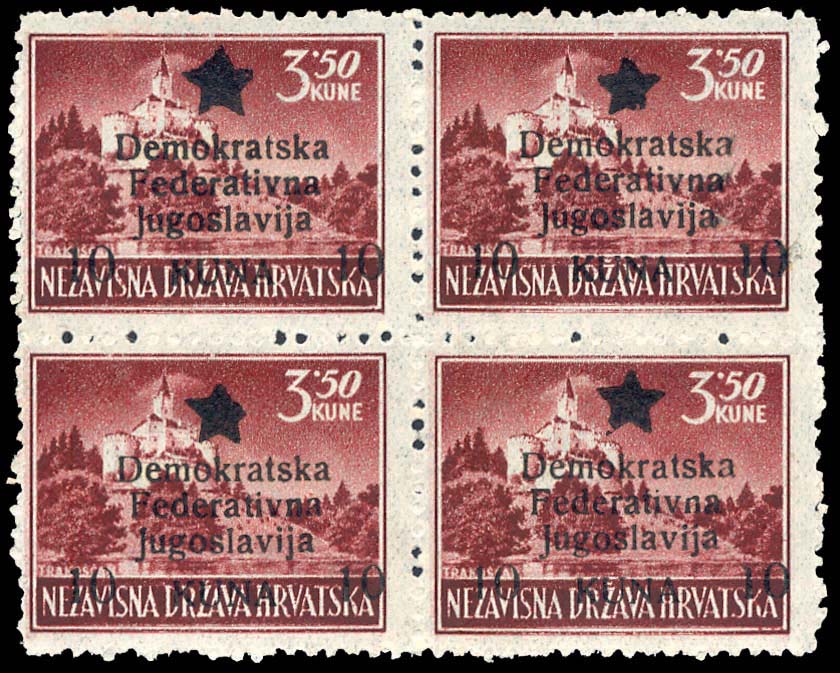 3·50
KUNE
Demokratska
Federativna
Jugoslavija
TRAKOŠĆAN
10 KUNA 10
NEZAVISNA DRŽAVA HRVATSKA
3·50
KUNE
Demokratska
Federativna
Jugoslavija
10 KUNA 10
NEZAVISNA DRŽAVA HRVATSKA
3·50
KUNE
Demokratska
Federativna
Jugoslavija
10 KUNA 10
NEZAVISNA DRŽAVA HRVATSKA
3·50
KUNE
Demokratska
Federativna
Jugoslavija
10 KUNA 10
NEZAVISNA DRŽAVA HRVATSKA